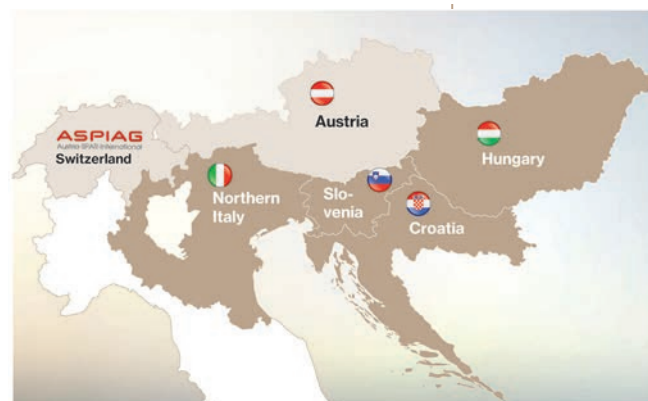 Austria
ASPIAG
Austria SPAR International
Switzerland
Hungary
Northern
Italy
Slo-
venia
Croatia